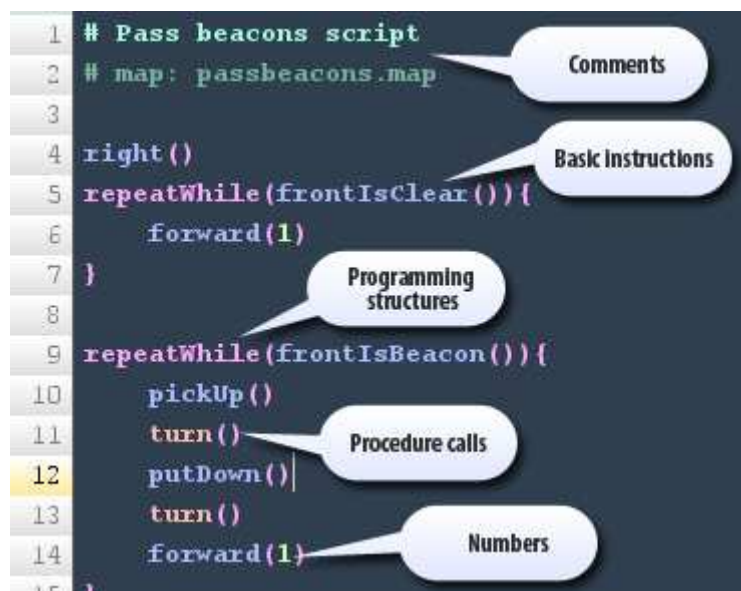 1 # Pass beacons script
Comments
2 # map: passbeacons.map
3
4 right()
Basic instructions
5 repeatWhile(frontIsClear()){
6 forward(1)
7 }
Programming
structures
8
9 repeatWhile(frontIsBeacon()){
10 pickUp()
11 turn()
Procedure calls
12 putDown()
13 turn()
14 forward(1)
Numbers